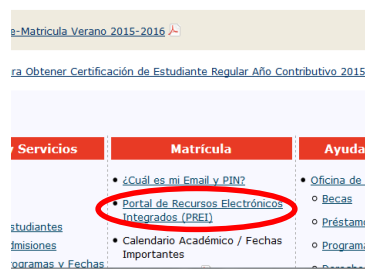 e-Matricula Verano 2015-2016
ra Obtener Certificación de Estudiante Regular Año Contributivo 2015
y Servicios
Matrícula
Ayuda
¿Cuál es mi Email y PIN?
Portal de Recursos Electrónicos
Integrados (PREI)
Calendario Académico / Fechas
Importantes
Oficina de
Becas
Préstamo
Programa
studiantes
dmisiones
rogramas y Fechas